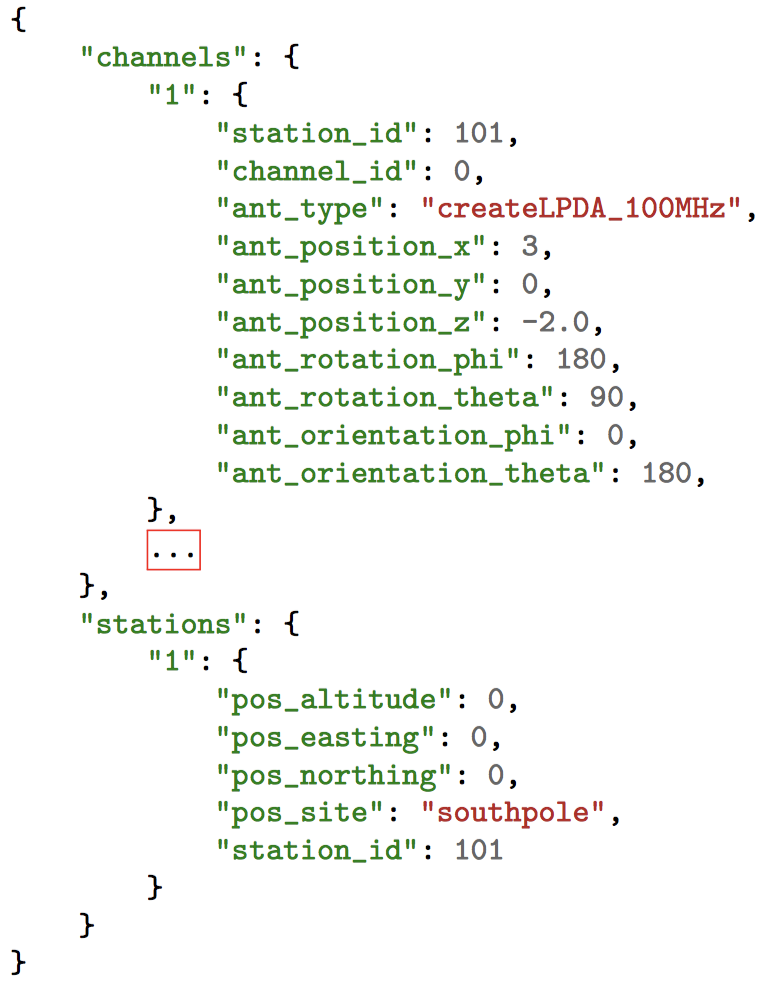 {
"channels": {
"1": {
"station_id": 101,
"channel_id": 0,
"ant_type": "createLPDA_100MHz",
"ant_position_x": 3,
"ant_position_y": 0,
"ant_position_z": -2.0,
"ant_rotation_phi": 180,
"ant_rotation_theta": 90,
"ant_orientation_phi": 0,
"ant_orientation_theta": 180,
},
...
},
"stations": {
"1": {
"pos_altitude": 0,
"pos_easting": 0,
"pos_northing": 0,
"pos_site": "southpole",
"station_id": 101
}
}
}